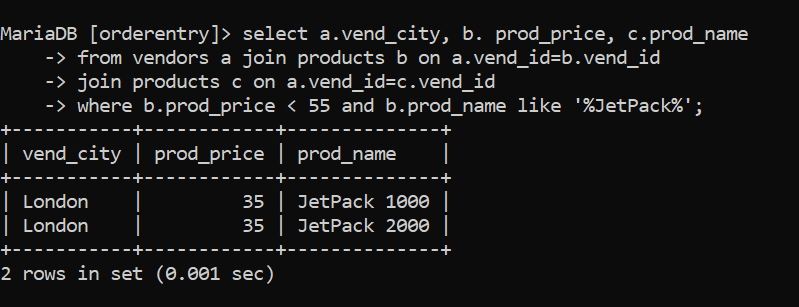 MariaDB [orderentry]> select a.vend_city, b. prod_price, c.prod_name
    -> from vendors a join products b on a.vend_id=b.vend_id
    -> join products c on a.vend_id=c.vend_id
    -> where b.prod_price < 55 and b.prod_name like '%JetPack%';
+-----------+------------+--------------+
| vend_city | prod_price | prod_name    |
+-----------+------------+--------------+
| London    |         35 | JetPack 1000 |
| London    |         35 | JetPack 2000 |
+-----------+------------+--------------+
2 rows in set (0.001 sec)